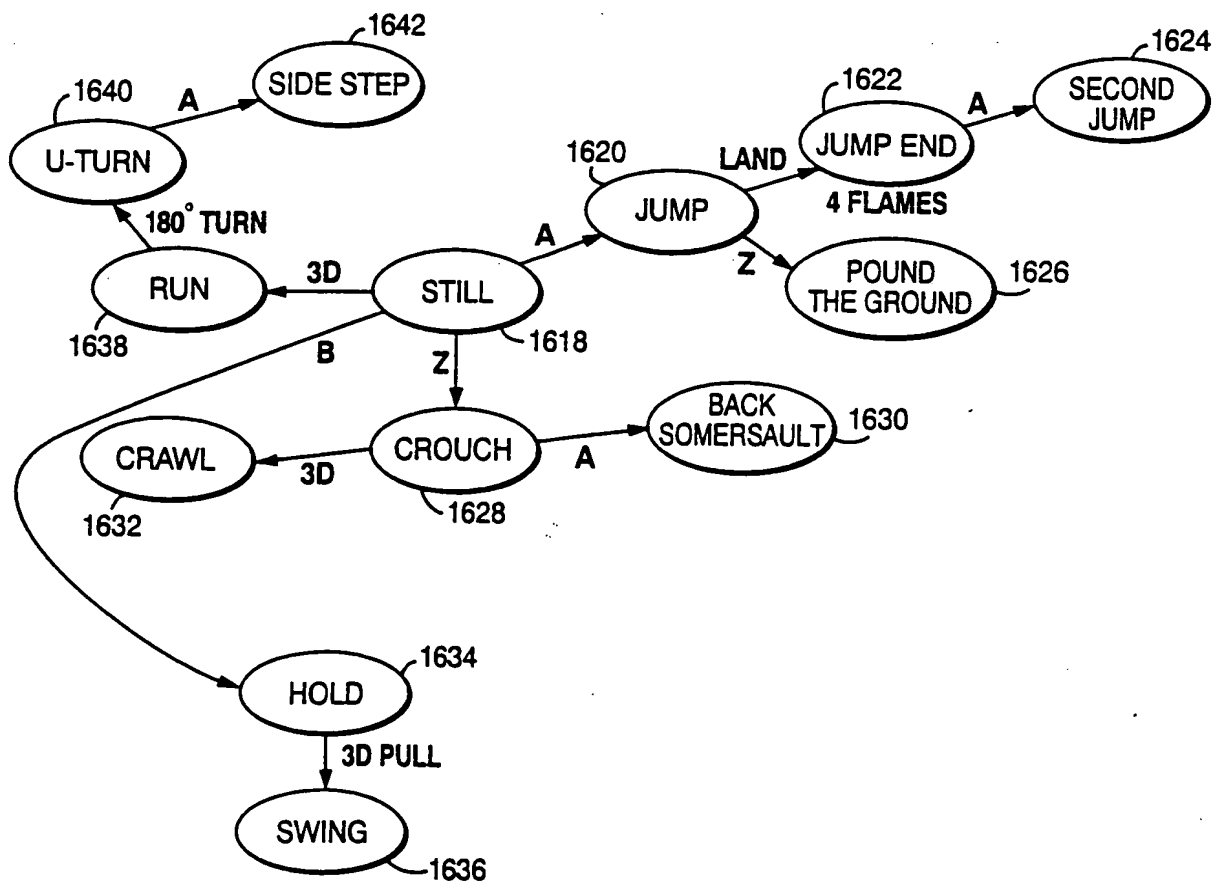 1642
SIDE STEP
1640
A
U-TURN
180° TURN
1624
SECOND
JUMP
1622
A
JUMP END
1620
LAND
JUMP
4 FLAMES
A
Z
POUND
THE GROUND
1626
3D
RUN
STILL
1638
1618
B
Z
BACK
SOMERSAULT
1630
CRAWL
CROUCH
3D
A
1632
1628
1634
HOLD
3D PULL
SWING
1636